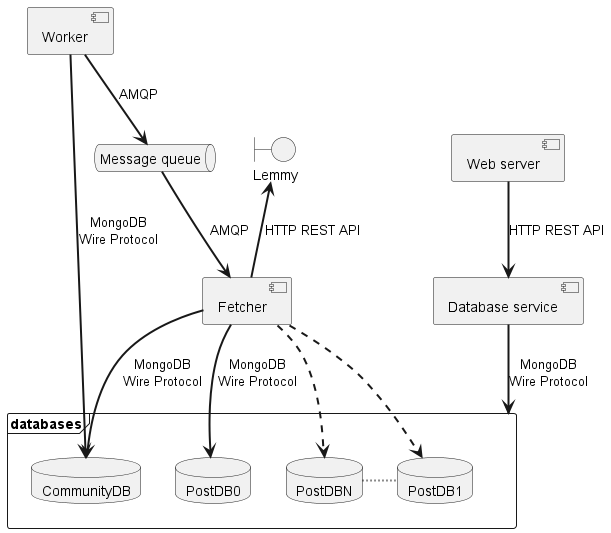 Worker
AMQP
Message queue
Lemmy
Web server
MongoDB
Wire Protocol
AMQP
HTTP REST API
HTTP REST API
Fetcher
Database service
MongoDB
Wire Protocol
MongoDB
Wire Protocol
MongoDB
Wire Protocol
databases
CommunityDB
PostDB0
PostDBN
PostDB1